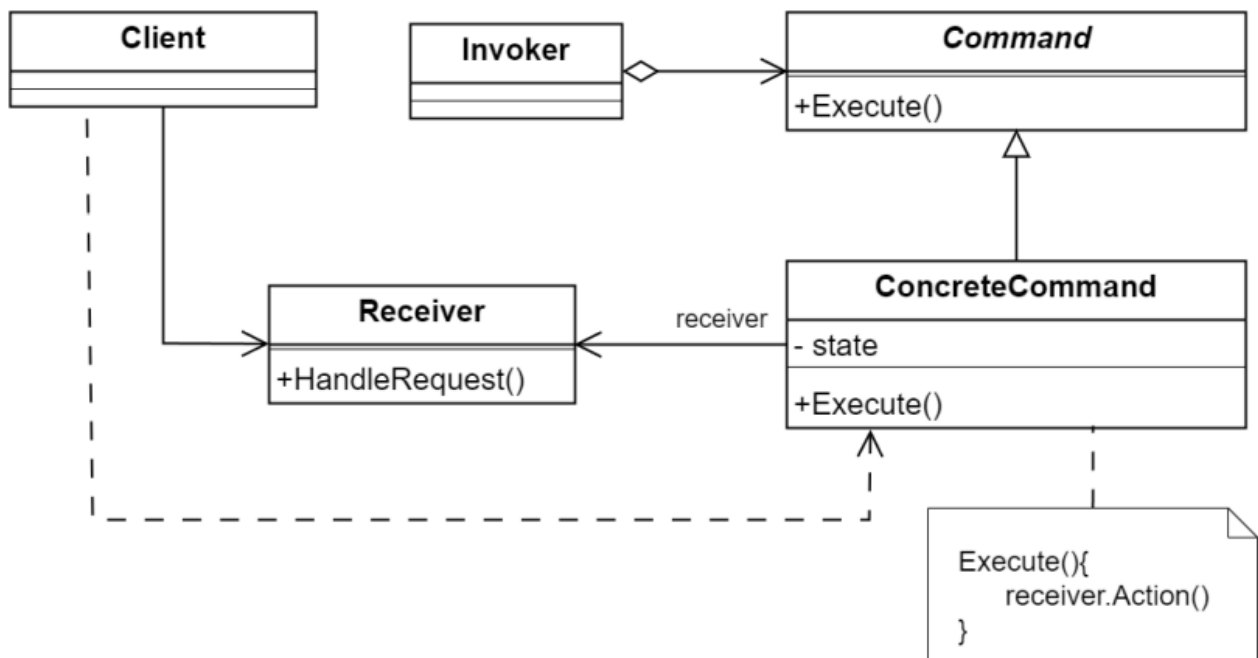 Client
Invoker
Command
+Execute()
Receiver
+HandleRequest()
receiver
ConcreteCommand
- state
+Execute()
Execute(){
receiver.Action()
}